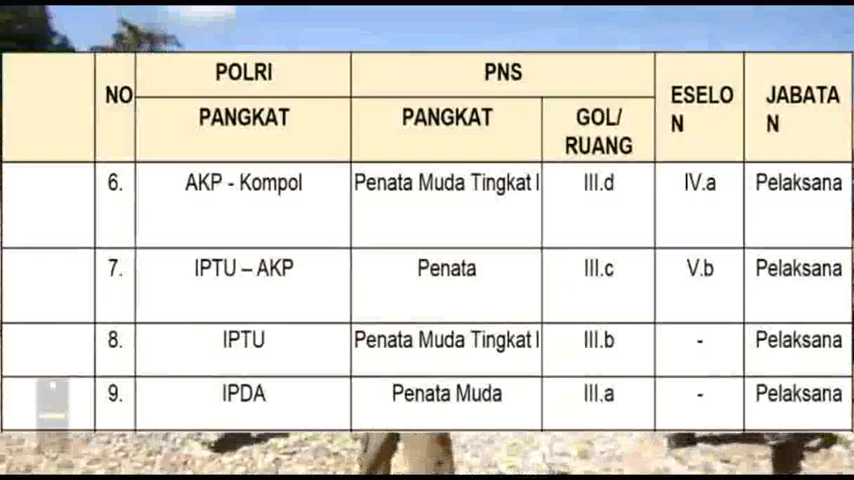 NO POLRI PNS ESELO
N JABATA
N
PANGKAT PANGKAT GOL/
RUANG
6. AKP - Kompol Penata Muda Tingkat I III.d IV.a Pelaksana
7. IPTU – AKP Penata III.c V.b Pelaksana
8. IPTU Penata Muda Tingkat I III.b - Pelaksana
9. IPDA Penata Muda III.a - Pelaksana